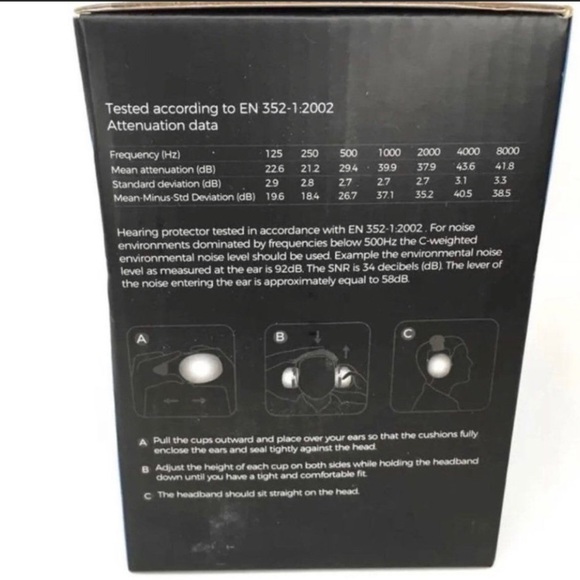 Tested according to EN 352-1:2002
Attenuation data
Frequency (Hz) 125 250 500 1000 2000 4000 8000
Mean attenuation (dB) 22.6 21.2 29.4 39.9 37.9 43.6 41.8
Standard deviation (dB) 2.9 2.8 2.7 2.7 2.7 3.1 3.3
Mean-Minus-Std Deviation (dB) 19.6 18.4 26.7 37.1 35.2 40.5 38.5
Hearing protector tested in accordance with EN 352-1:2002. For noise
environments dominated by frequencies below 500Hz the C-weighted
environmental noise level should be used. Example the environmental noise
level as measured at the ear is 92dB. The SNR is 34 decibels (dB). The lever of
the noise entering the ear is approximately equal to 58dB.
A B C
A Pull the cups outward and place over your ears so that the cushions fully
enclose the ears and seal tightly against the head.
B Adjust the height of each cup on both sides while holding the headband
down until you have a tight and comfortable fit.
C The headband should sit straight on the head.